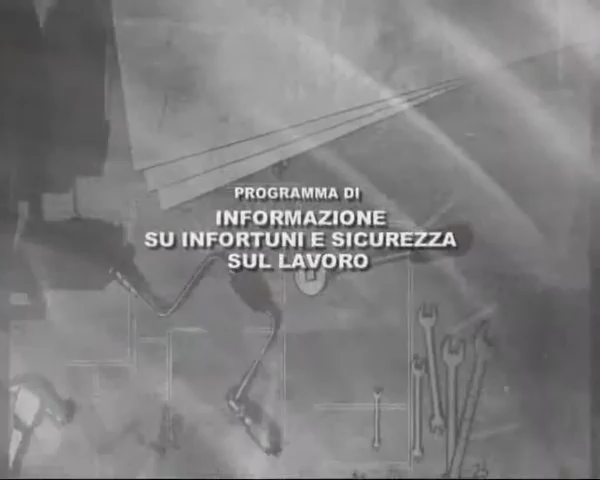 PROGRAMMA DI
INFORMAZIONE
SU INFORTUNI E SICUREZZA
SUL LAVORO